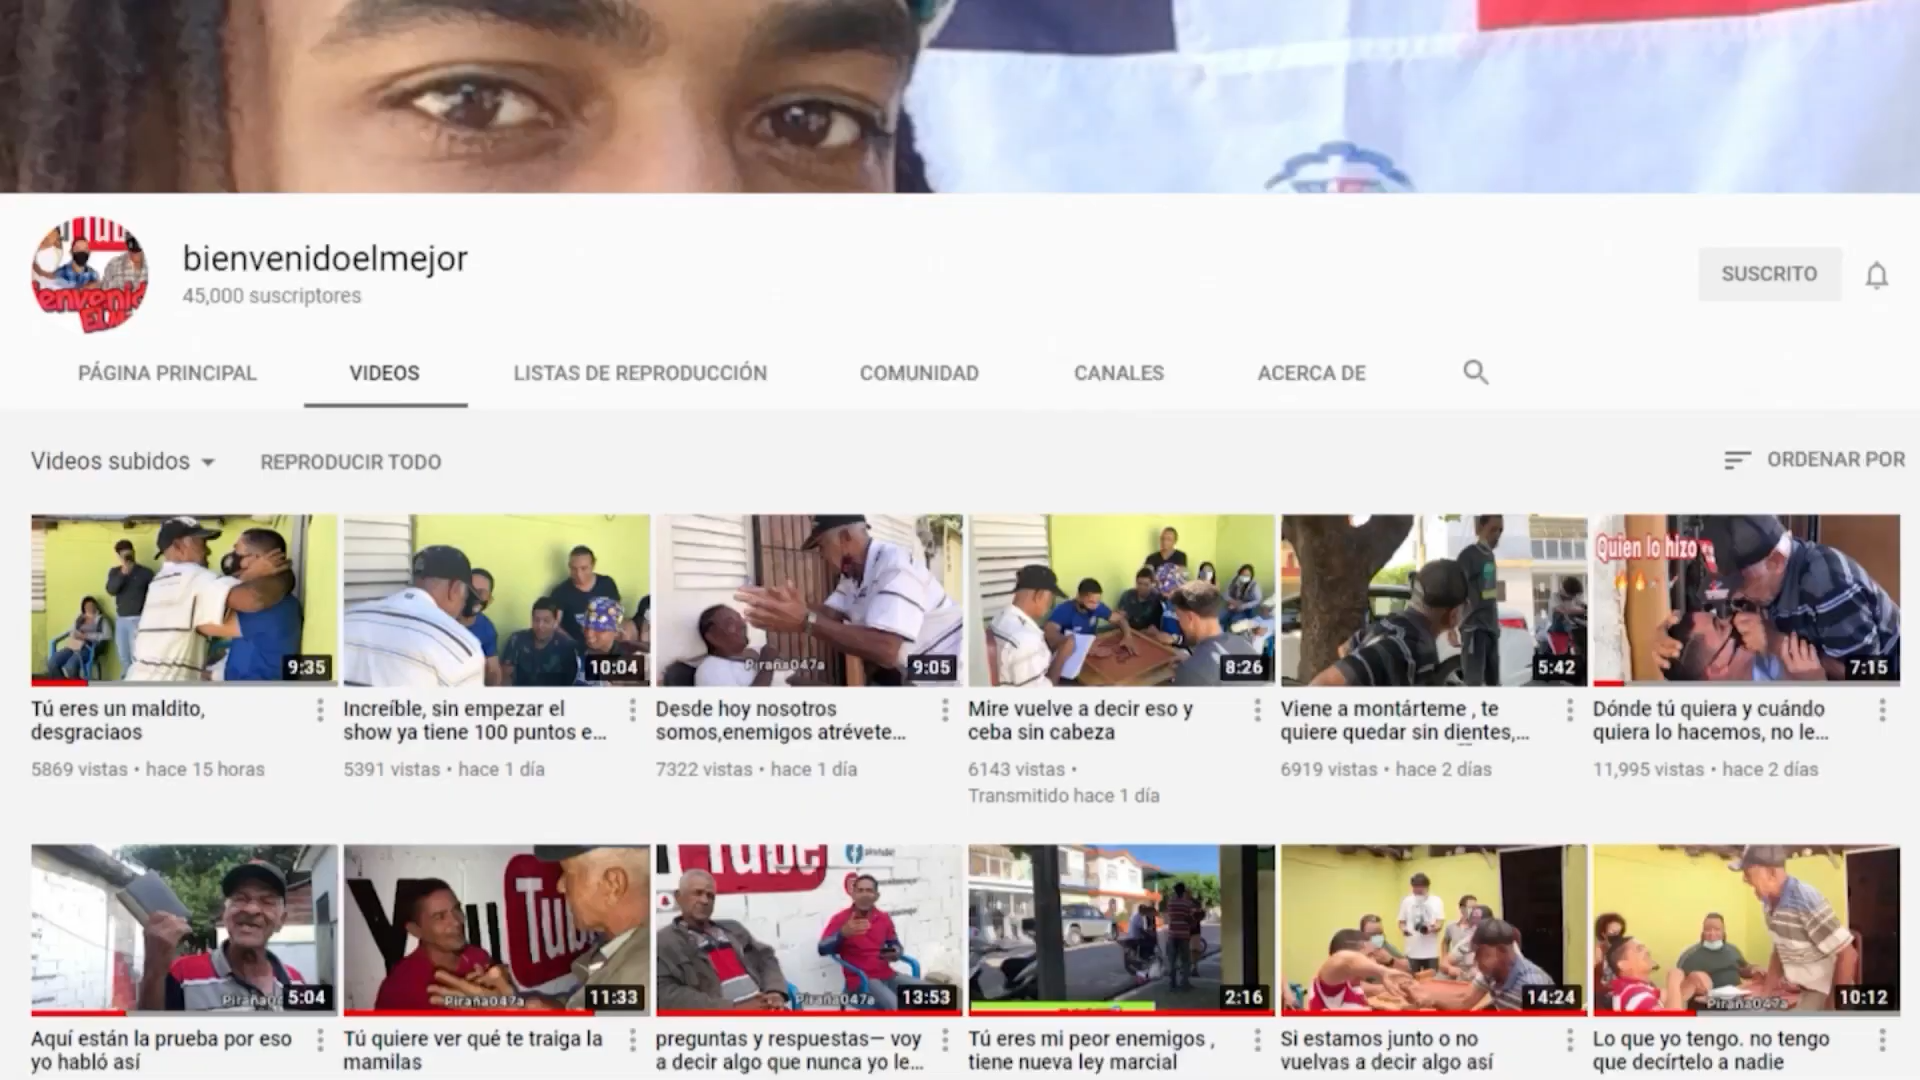 bienvenidoelmejor
45,000 suscriptores
SUSCRITO
PÁGINA PRINCIPAL
VIDEOS
LISTAS DE REPRODUCCIÓN
COMUNIDAD
CANALES
ACERCA DE
Videos subidos
REPRODUCIR TODO
ORDENAR POR
9:35
10:04
Piraña047a
9:05
8:26
5:42
Quien lo hizo
7:15
Tú eres un maldito,
desgraciaos
5869 vistas • hace 15 horas
Increíble, sin empezar el
show ya tiene 100 puntos e...
5391 vistas • hace 1 día
Desde hoy nosotros
somos,enemigos atrévete...
7322 vistas • hace 1 día
Mire vuelve a decir eso y
ceba sin cabeza
6143 vistas •
Transmitido hace 1 día
Viene a montárteme , te
quiere quedar sin dientes,...
6919 vistas • hace 2 días
Dónde tú quiera y cuándo
quiera lo hacemos, no le...
11,995 vistas • hace 2 días
5:04
You Tube
Piraña047a
11:33
Tube
Piraña047a
13:53
2:16
14:24
Piraña047a
10:12
Aquí están la prueba por eso
yo habló así
Tú quiere ver qué te traiga la
mamilas
preguntas y respuestas— voy
a decir algo que nunca yo le...
Tú eres mi peor enemigos ,
tiene nueva ley marcial
Si estamos junto o no
vuelvas a decir algo así
Lo que yo tengo. no tengo
que decírtelo a nadie